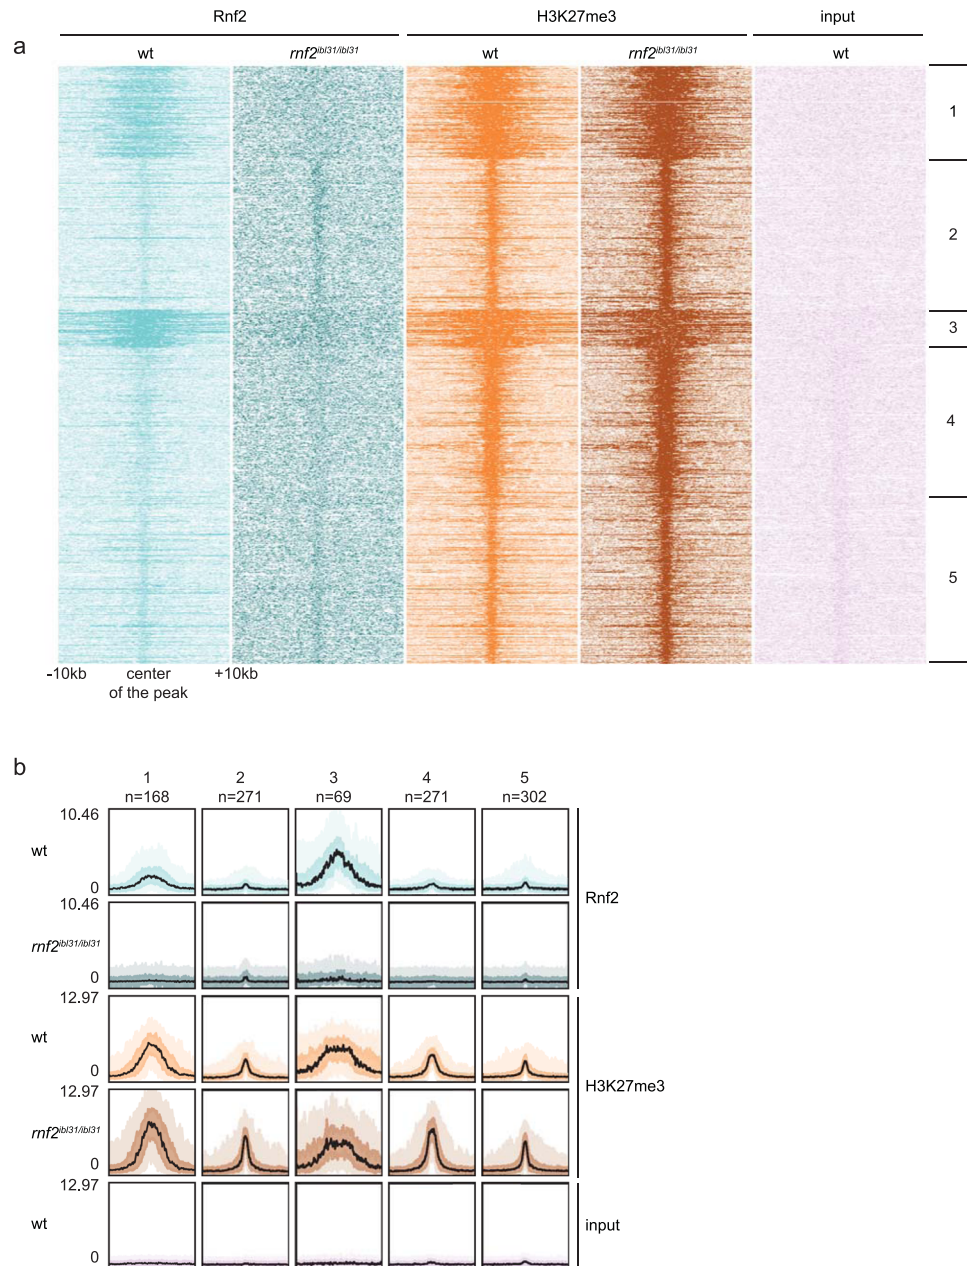 Rnf2 H3K27me3 input
a
wt rnf2ibl31/ibl31 wt rnf2ibl31/ibl31 wt
1
2
3
4
5
-10kb center +10kb
of the peak
b
1 2 3 4 5
n=168 n=271 n=69 n=271 n=302
10.46
wt
0
Rnf2
10.46
rnf2ibl31/ibl31
0
12.97
wt
0
H3K27me3
12.97
rnf2ibl31/ibl31
0
12.97
wt
input
0